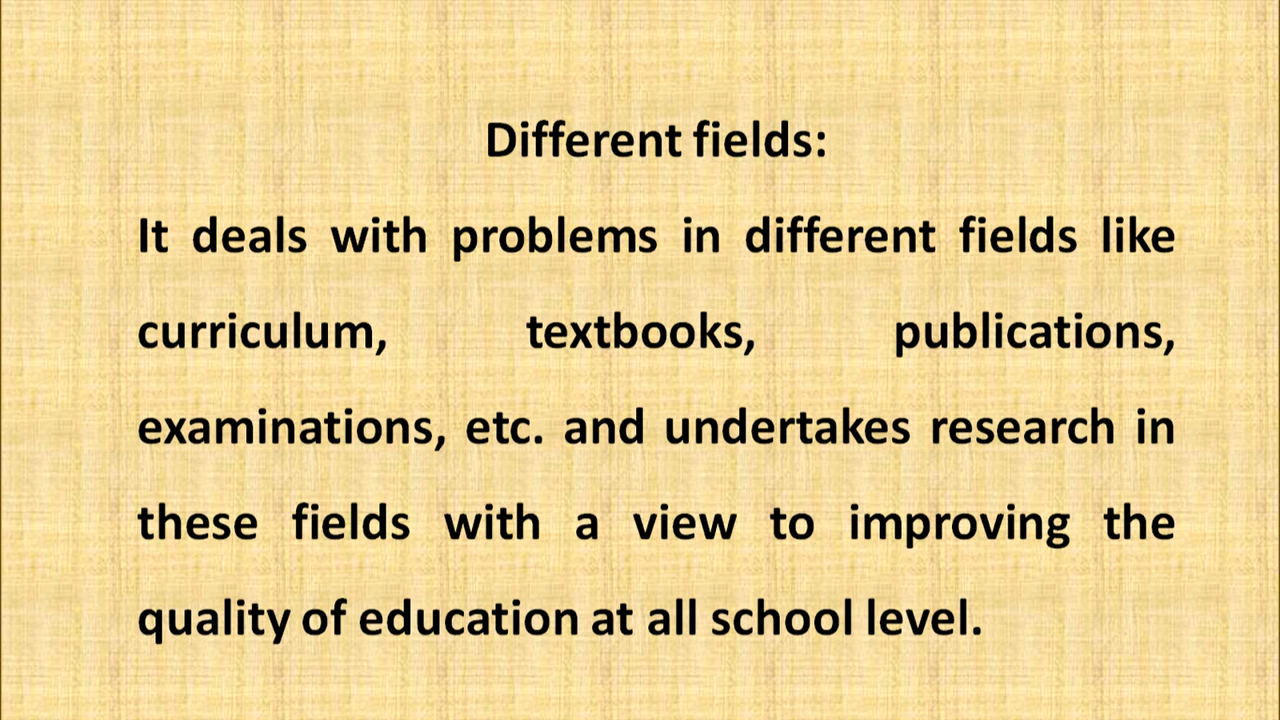 Different fields:
It deals with problems in different fields like
curriculum, textbooks, publications,
examinations, etc. and undertakes research in
these fields with a view to improving the
quality of education at all school level.